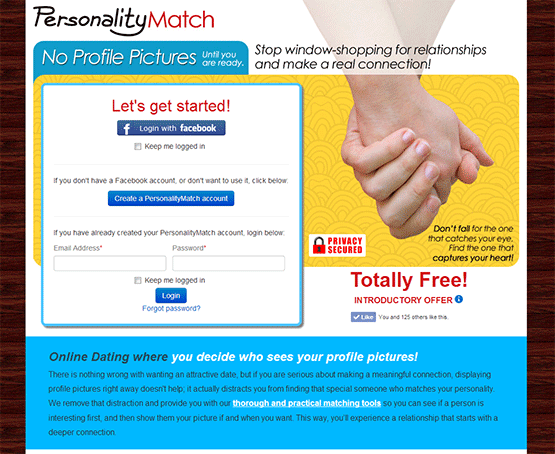 PersonalityMatch
No Profile Pictures Until you
are ready.
Stop window-shopping for relationships
and make a real connection!
Let's get started!
f Login with facebook
Keep me logged in
If you don't have a Facebook account, or don't want to use it, click below:
Create a PersonalityMatch account
If you have already created your PersonalityMatch account, login below:
Email Address* Password*
Keep me logged in
Login
Forgot password?
PRIVACY
SECURED
Don't fall for the one
that catches your eye.
Find the one that
captures your heart!
Totally Free!
INTRODUCTORY OFFER i
Like You and 125 others like this.
Online Dating where you decide who sees your profile pictures!
There is nothing wrong with wanting an attractive date, but if you are serious about making a meaningful connection, displaying
profile pictures right away doesn't help; it actually distracts you from finding that special someone who matches your personality.
We remove that distraction and provide you with our thorough and practical matching tools so you can see if a person is
interesting first, and then show them your picture if and when you want. This way, you'll experience a relationship that starts with a
deeper connection.